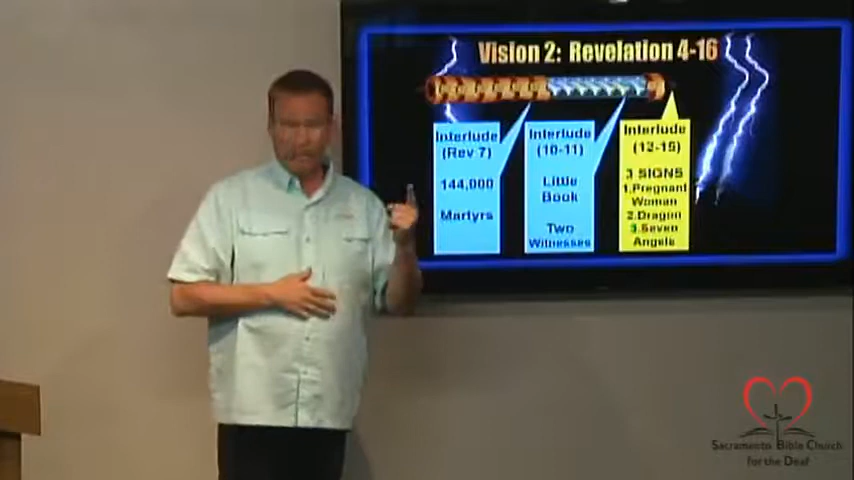 Vision 2: Revelation 4-16
Interlude
(Rev 7)
144,000
Martyrs
Interlude
(10-11)
Little
Book
Two
Witnesses
Interlude
(12-15)
3 SIGNS
1.Pregnant
Woman
2.Dragon
3.Seven
Angels
Sacramento Bible Church
for the Deaf